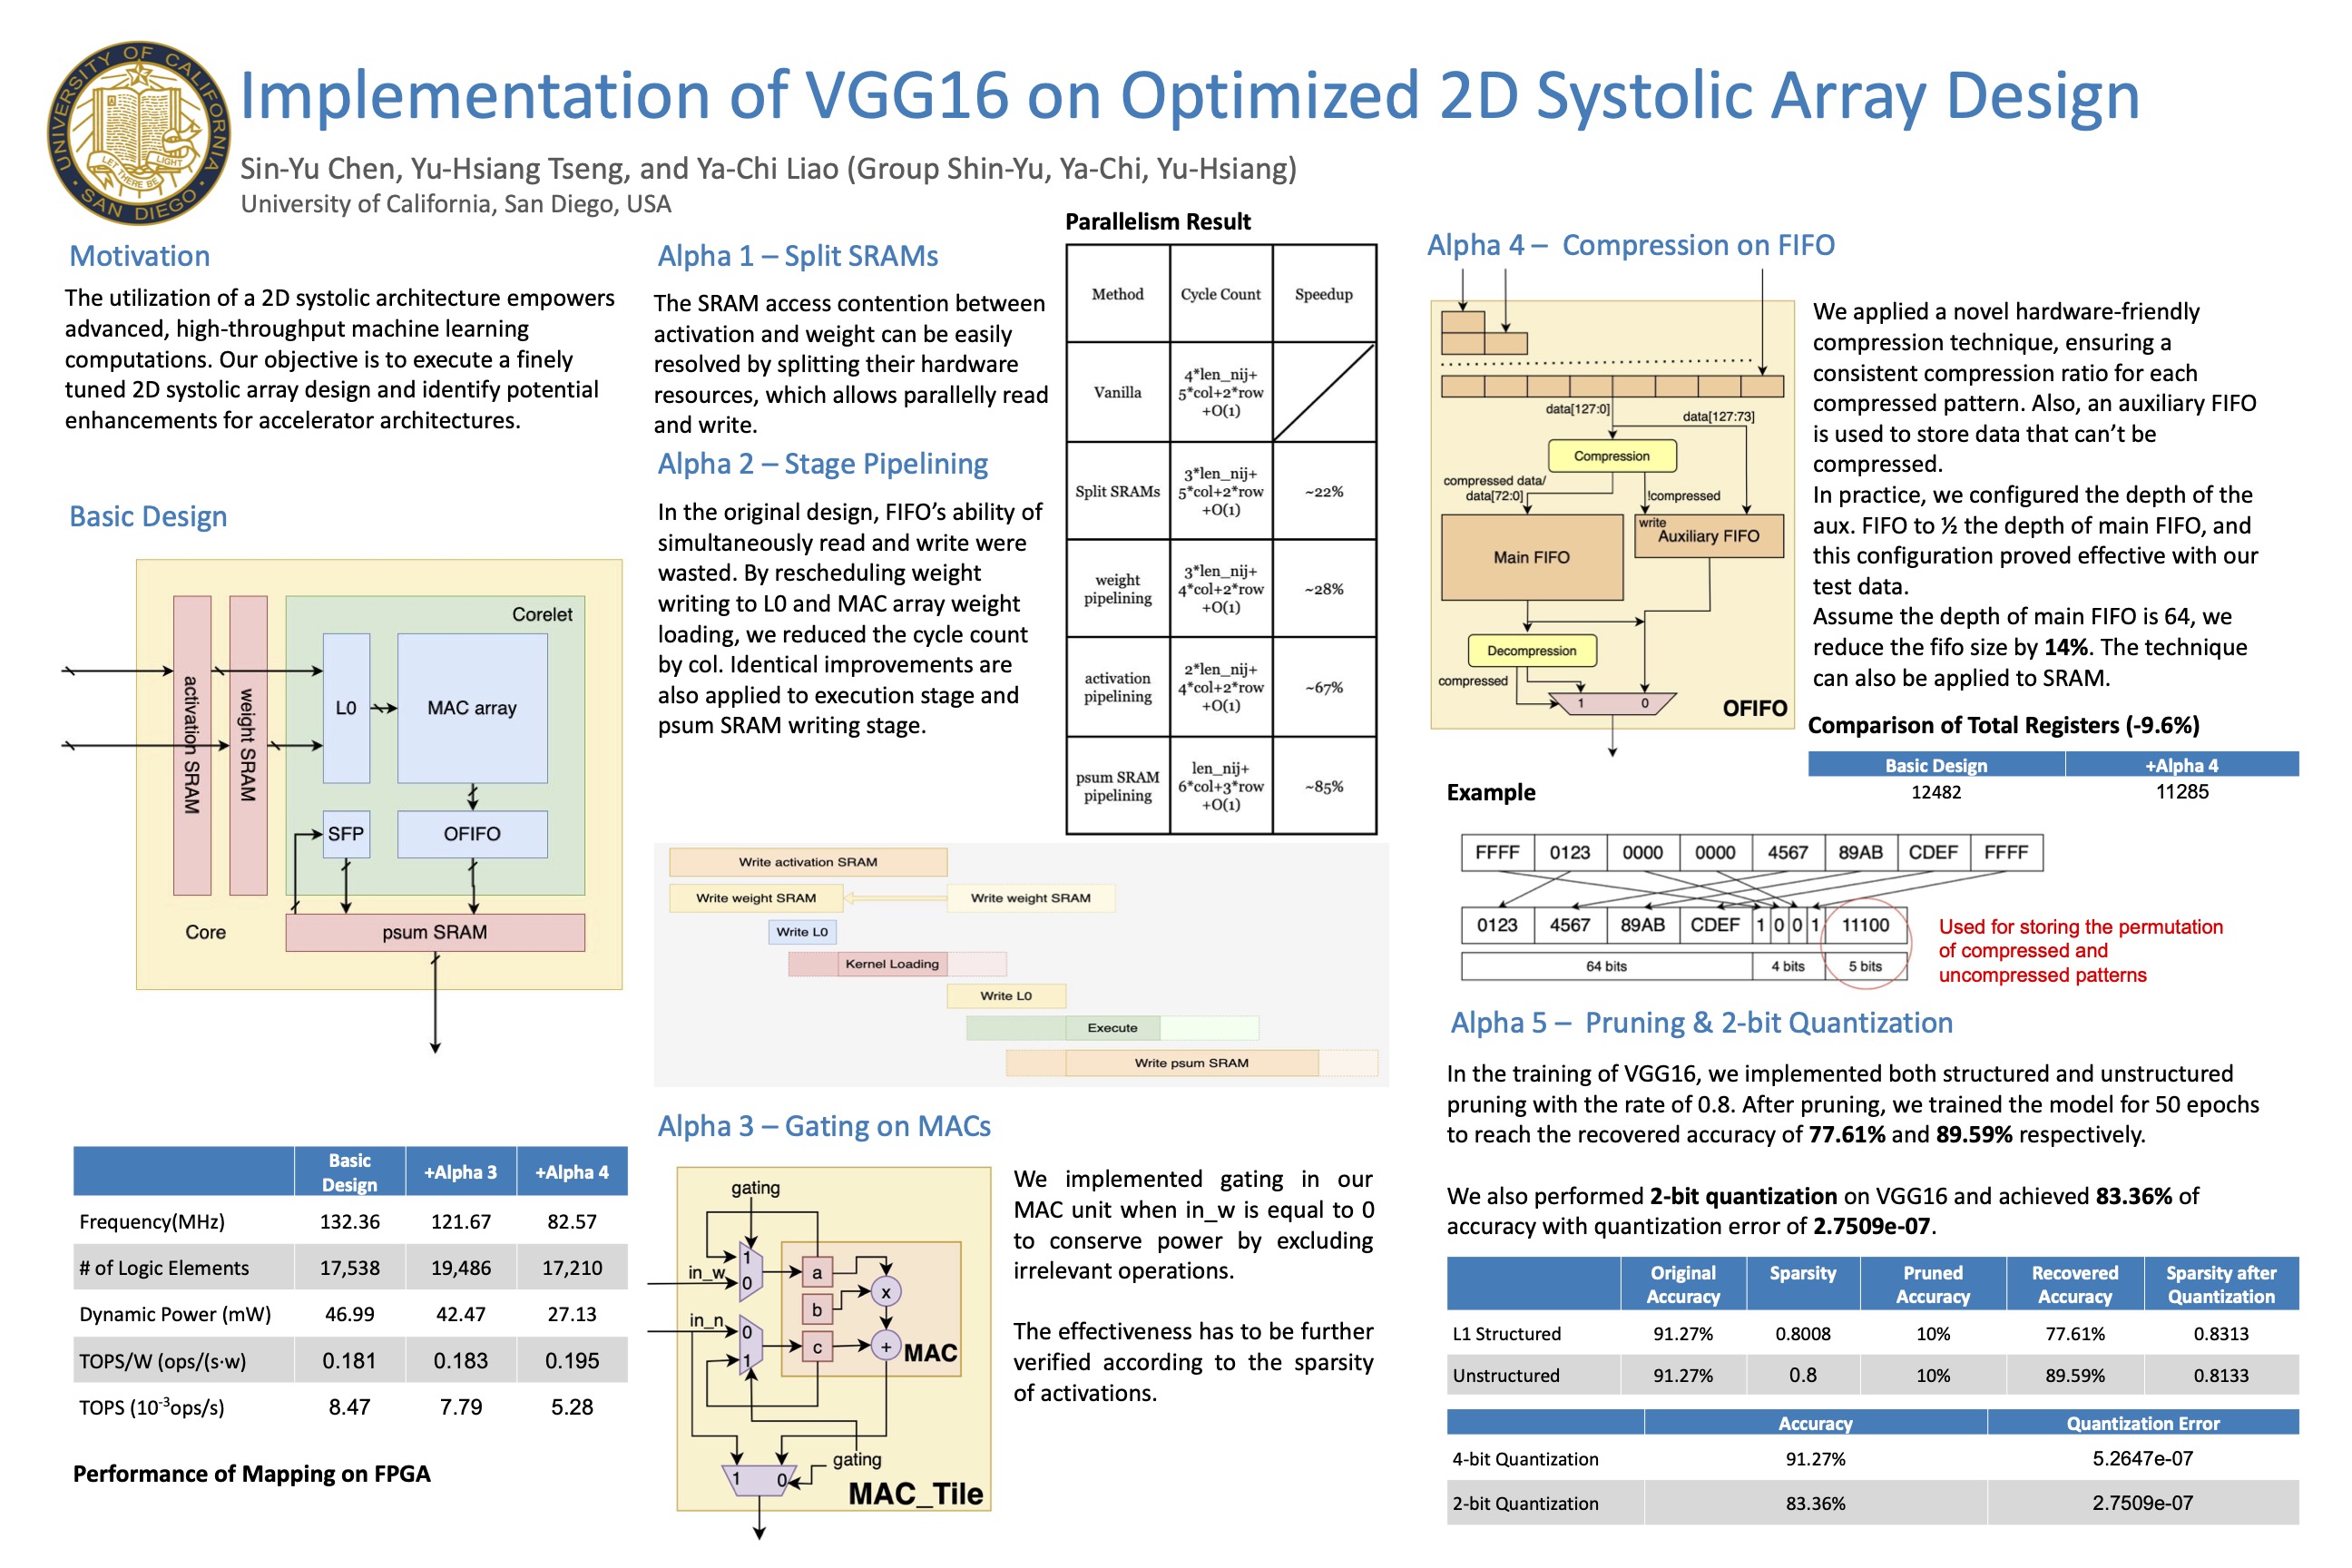 UNIVERSITY OF CALIFORNIA
SAN DIEGO
LET THERE BE LIGHT
Implementation of VGG16 on Optimized 2D Systolic Array Design
Sin-Yu Chen, Yu-Hsiang Tseng, and Ya-Chi Liao (Group Shin-Yu, Ya-Chi, Yu-Hsiang)
University of California, San Diego, USA
Motivation
The utilization of a 2D systolic architecture empowers
advanced, high-throughput machine learning
computations. Our objective is to execute a finely
tuned 2D systolic array design and identify potential
enhancements for accelerator architectures.
Basic Design
activation SRAM
weight SRAM
Corelet
L0
MAC array
SFP
OFIFO
Core
psum SRAM
Basic Design +Alpha 3 +Alpha 4
Frequency(MHz) 132.36 121.67 82.57
# of Logic Elements 17,538 19,486 17,210
Dynamic Power (mW) 46.99 42.47 27.13
TOPS/W (ops/(s·w) 0.181 0.183 0.195
TOPS (10⁻³ops/s) 8.47 7.79 5.28
Performance of Mapping on FPGA
Alpha 1 – Split SRAMs
The SRAM access contention between
activation and weight can be easily
resolved by splitting their hardware
resources, which allows parallelly read
and write.
Alpha 2 – Stage Pipelining
In the original design, FIFO’s ability of
simultaneously read and write were
wasted. By rescheduling weight
writing to L0 and MAC array weight
loading, we reduced the cycle count
by col. Identical improvements are
also applied to execution stage and
psum SRAM writing stage.
Parallelism Result
Method Cycle Count Speedup
Vanilla 4*len_nij+ 5*col+2*row +O(1)
Split SRAMs 3*len_nij+ 5*col+2*row +O(1) ~22%
weight pipelining 3*len_nij+ 4*col+2*row +O(1) ~28%
activation pipelining 2*len_nij+ 4*col+2*row +O(1) ~67%
psum SRAM pipelining len_nij+ 6*col+3*row +O(1) ~85%
Write activation SRAM
Write weight SRAM Write weight SRAM
Write L0
Kernel Loading
Write L0
Execute
Write psum SRAM
Alpha 3 – Gating on MACs
gating
1
in_w 0
a
x
b
in_n 0
c
+
1
MAC
gating
1 0
MAC_Tile
We implemented gating in our
MAC unit when in_w is equal to 0
to conserve power by excluding
irrelevant operations.
The effectiveness has to be further
verified according to the sparsity
of activations.
Alpha 4 – Compression on FIFO
data[127:0]
data[127:73]
Compression
compressed data/
data[72:0]
!compressed
write
Main FIFO
Auxiliary FIFO
Decompression
compressed
1 0
OFIFO
We applied a novel hardware-friendly
compression technique, ensuring a
consistent compression ratio for each
compressed pattern. Also, an auxiliary FIFO
is used to store data that can’t be
compressed.
In practice, we configured the depth of the
aux. FIFO to ½ the depth of main FIFO, and
this configuration proved effective with our
test data.
Assume the depth of main FIFO is 64, we
reduce the fifo size by 14%. The technique
can also be applied to SRAM.
Comparison of Total Registers (-9.6%)
Basic Design +Alpha 4
12482 11285
Example
FFFF 0123 0000 0000 4567 89AB CDEF FFFF
0123 4567 89AB CDEF 1 0 0 1 11100
64 bits 4 bits 5 bits
Used for storing the permutation
of compressed and
uncompressed patterns
Alpha 5 – Pruning & 2-bit Quantization
In the training of VGG16, we implemented both structured and unstructured
pruning with the rate of 0.8. After pruning, we trained the model for 50 epochs
to reach the recovered accuracy of 77.61% and 89.59% respectively.
We also performed 2-bit quantization on VGG16 and achieved 83.36% of
accuracy with quantization error of 2.7509e-07.
Original Accuracy Sparsity Pruned Accuracy Recovered Accuracy Sparsity after Quantization
L1 Structured 91.27% 0.8008 10% 77.61% 0.8313
Unstructured 91.27% 0.8 10% 89.59% 0.8133
Accuracy Quantization Error
4-bit Quantization 91.27% 5.2647e-07
2-bit Quantization 83.36% 2.7509e-07